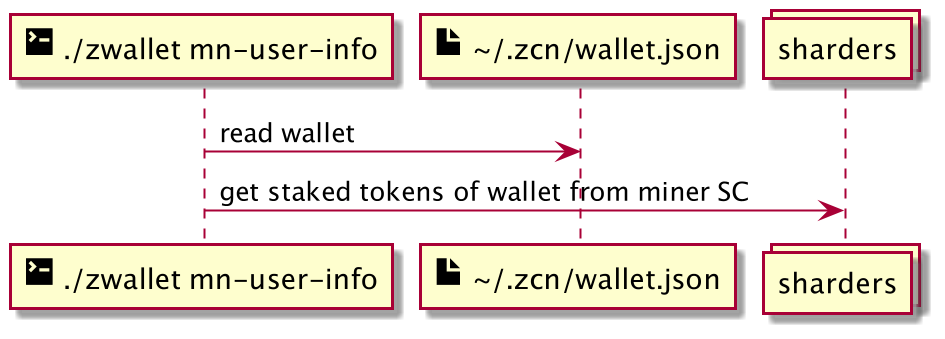 ./zwallet mn-user-info
~/.zcn/wallet.json
sharders
read wallet
get staked tokens of wallet from miner SC
./zwallet mn-user-info
~/.zcn/wallet.json
sharders